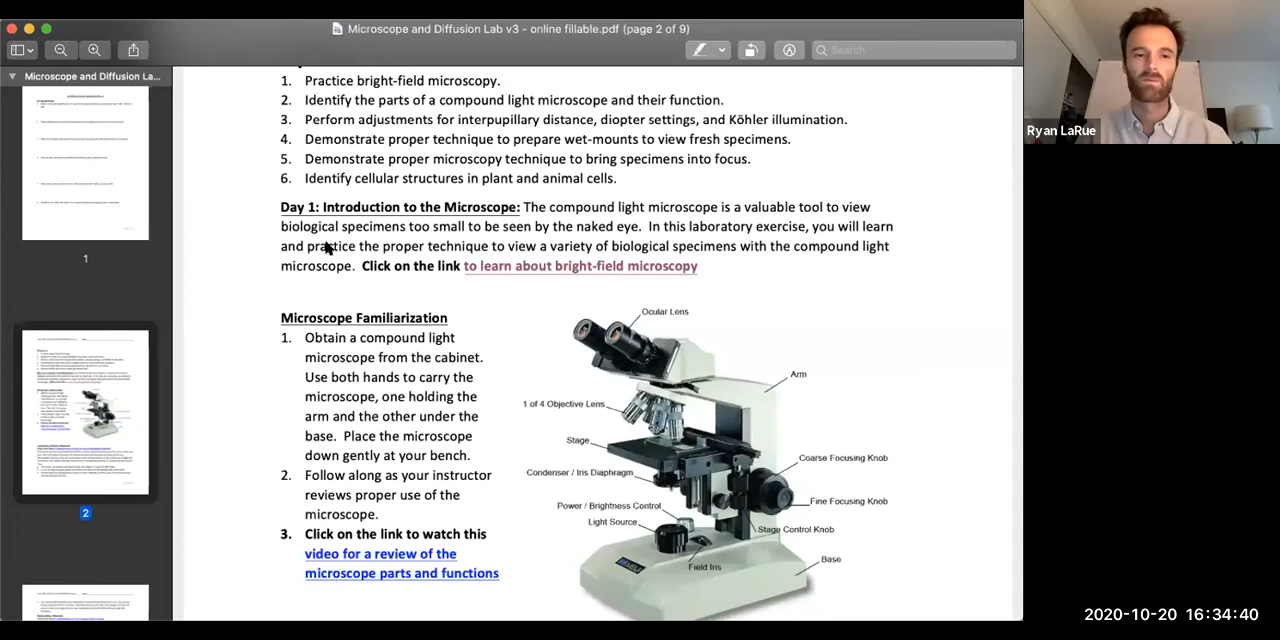 Microscope and Diffusion Lab v3 - online fillable.pdf (page 2 of 9)
Search
Microscope and Diffusion La...
1
2
1. Practice bright-field microscopy.
2. Identify the parts of a compound light microscope and their function.
3. Perform adjustments for interpupillary distance, diopter settings, and Köhler illumination.
4. Demonstrate proper technique to prepare wet-mounts to view fresh specimens.
5. Demonstrate proper microscopy technique to bring specimens into focus.
6. Identify cellular structures in plant and animal cells.
Day 1: Introduction to the Microscope: The compound light microscope is a valuable tool to view
biological specimens too small to be seen by the naked eye. In this laboratory exercise, you will learn
and practice the proper technique to view a variety of biological specimens with the compound light
microscope. Click on the link to learn about bright-field microscopy
Microscope Familiarization
1. Obtain a compound light
microscope from the cabinet.
Use both hands to carry the
microscope, one holding the
arm and the other under the
base. Place the microscope
down gently at your bench.
2. Follow along as your instructor
reviews proper use of the
microscope.
3. Click on the link to watch this
video for a review of the
microscope parts and functions
Ocular Lens
Arm
1 of 4 Objective Lens
Stage
Coarse Focusing Knob
Condenser / Iris Diaphragm
Fine Focusing Knob
Power / Brightness Control
Light Source
Stage Control Knob
Base
Field Iris
Ryan LaRue
2020-10-20 16:34:40